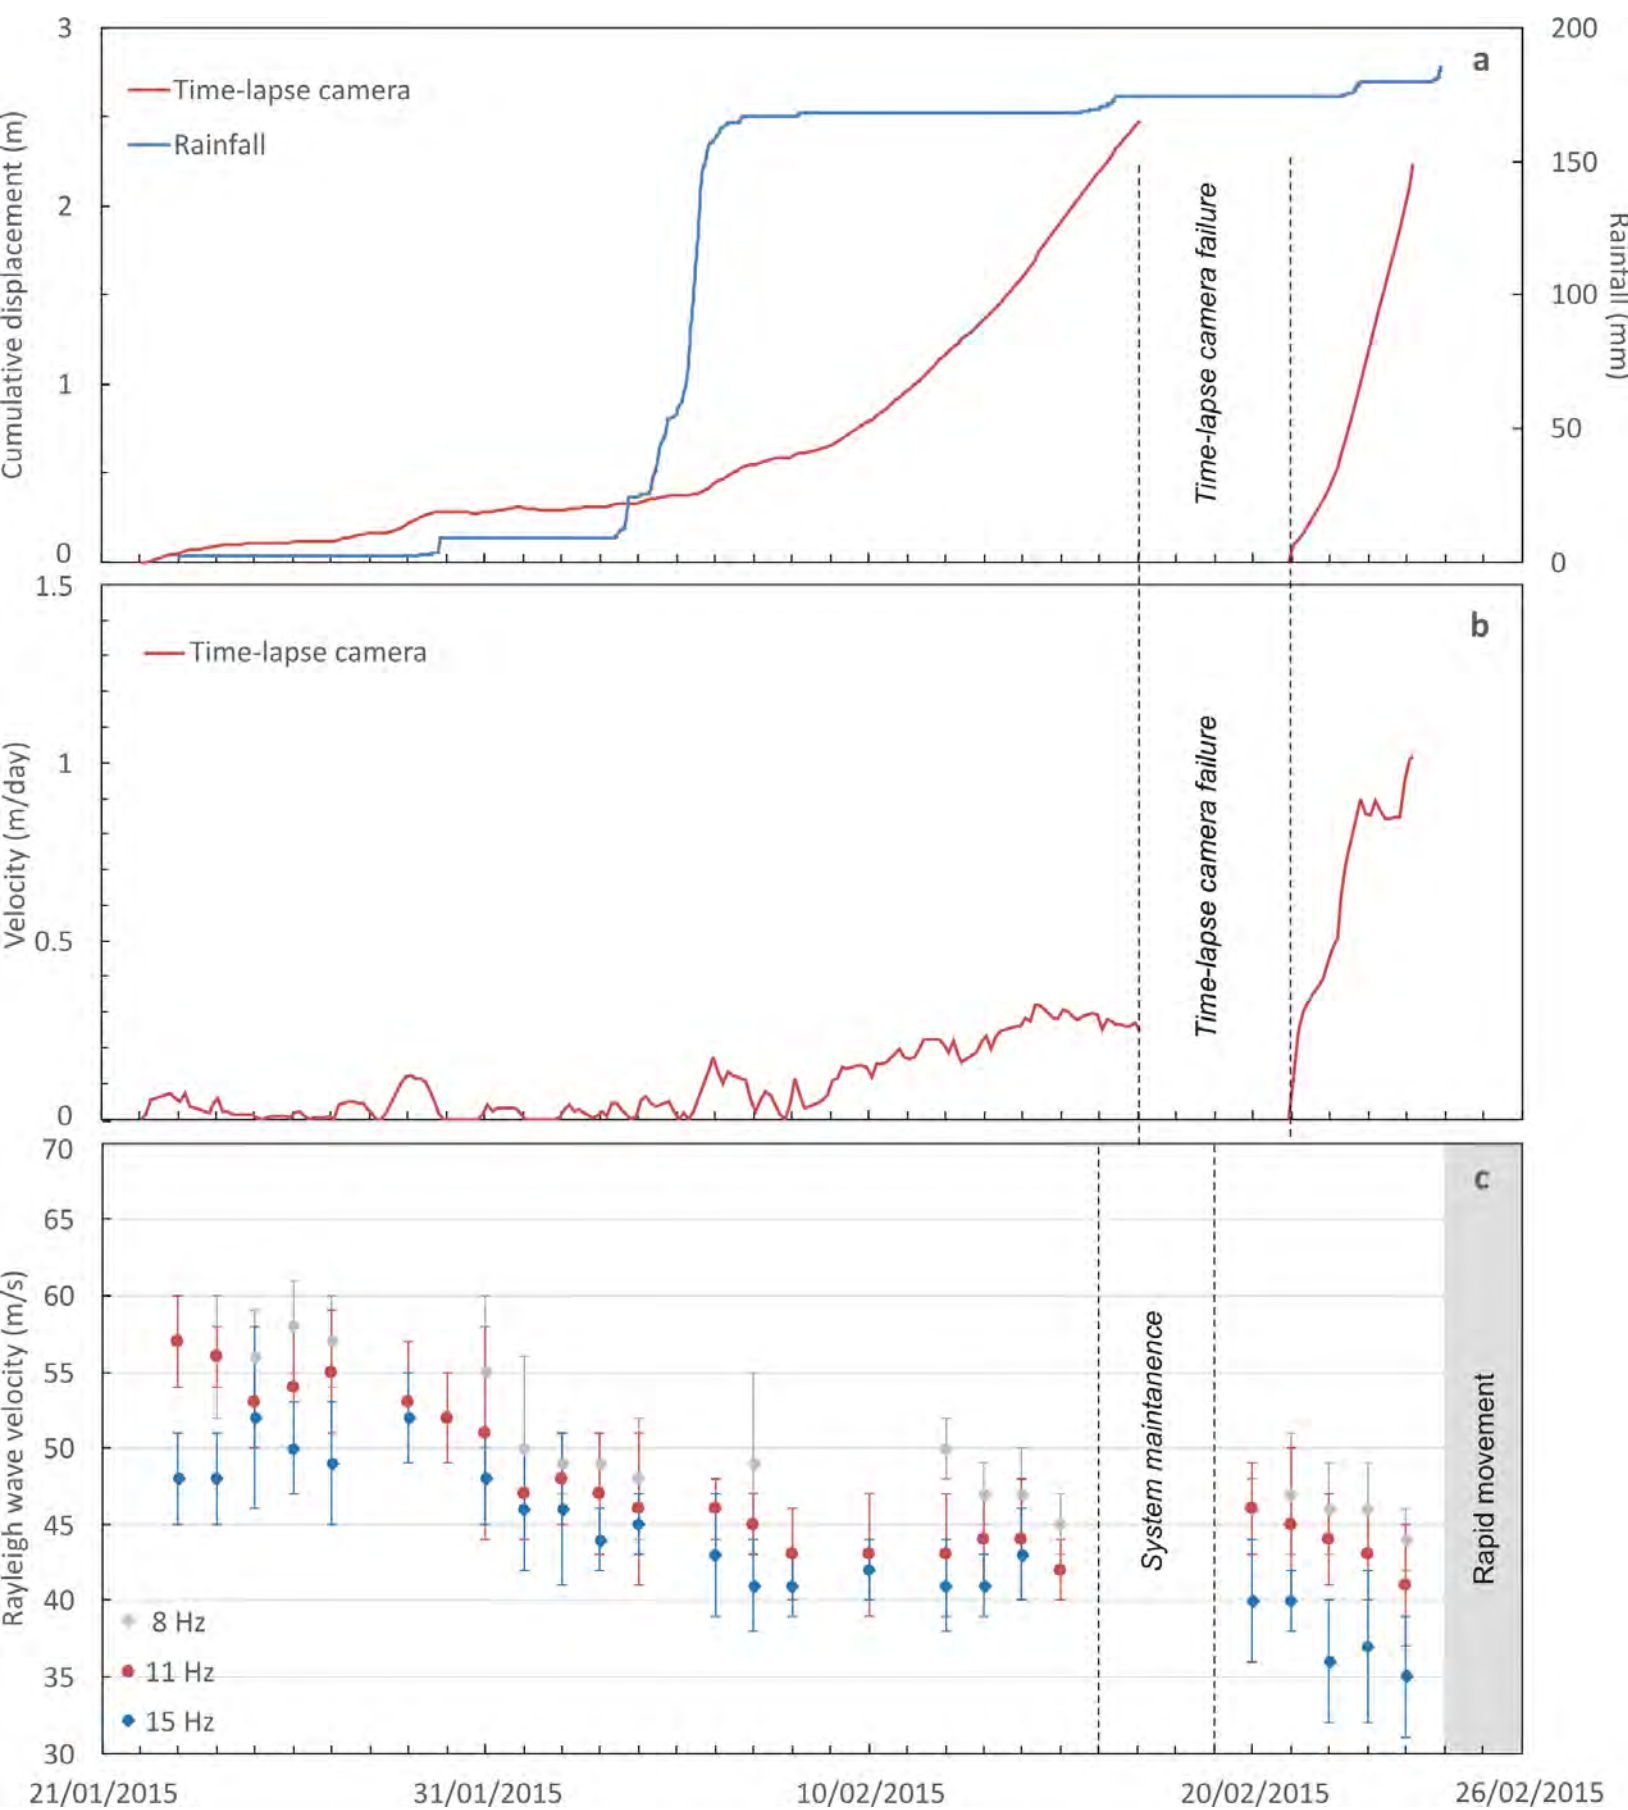 3
200
a
Time-lapse camera
Rainfall
Cumulative displacement (m)
2
1
0
150
100
50
0
Rainfall (mm)
Time-lapse camera failure
1.5
b
Time-lapse camera
Velocity (m/day)
1
0.5
0
Time-lapse camera failure
70
c
65
60
55
50
45
40
35
30
Rayleigh wave velocity (m/s)
8 Hz
11 Hz
15 Hz
System maintainence
Rapid movement
21/01/2015
31/01/2015
10/02/2015
20/02/2015
26/02/2015